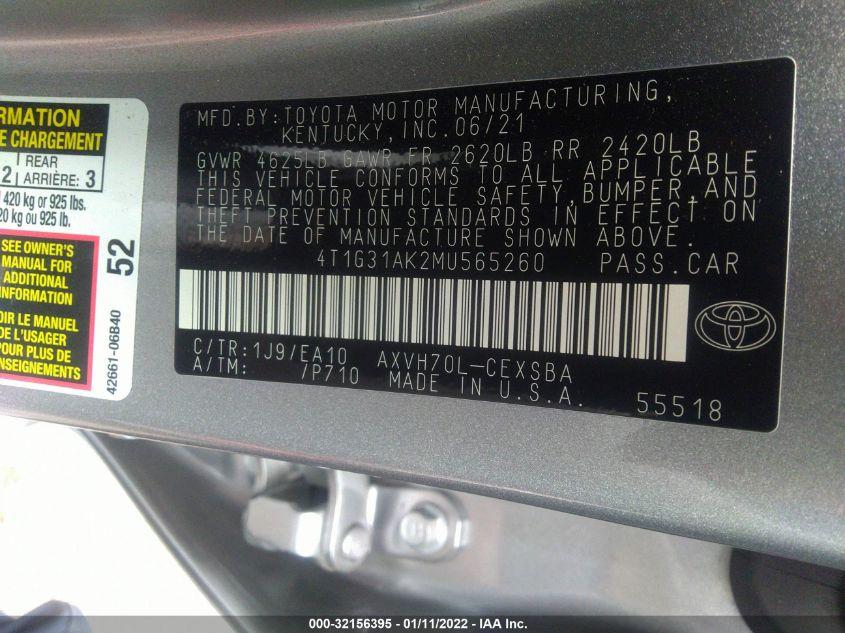 FORMATION
E CHARGEMENT
2 REAR
ARRIÈRE: 3
420 kg or 925 lbs.
20 kg ou 925 lb.
SEE OWNER'S
MANUAL FOR
ADDITIONAL
INFORMATION
OIR LE MANUEL
DE L'USAGER
POUR PLUS DE
ENSEIGNEMENTS
52
42661-06B40
MFD. BY: TOYOTA MOTOR MANUFACTURING,
KENTUCKY, INC. 06/21
GVWR 4625LB GAWR FR 2620LB RR 2420LB
THIS VEHICLE CONFORMS TO ALL APPLICABLE
FEDERAL MOTOR VEHICLE SAFETY, BUMPER, AND
THEFT PREVENTION STANDARDS IN EFFECT ON
THE DATE OF MANUFACTURE SHOWN ABOVE.
4T1G31AK2MU565260 PASS. CAR
C/TR: 1J9/EA10 AXVH70L-CEXSBA
A/TM: /P710 MADE IN U.S.A.
55518
000-32156395 - 01/11/2022 - IAA Inc.